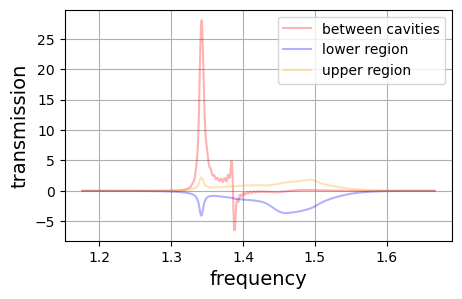 between cavities
lower region
upper region
transmission
25
20
15
10
5
0
−5
1.2
1.3
1.4
1.5
1.6
frequency